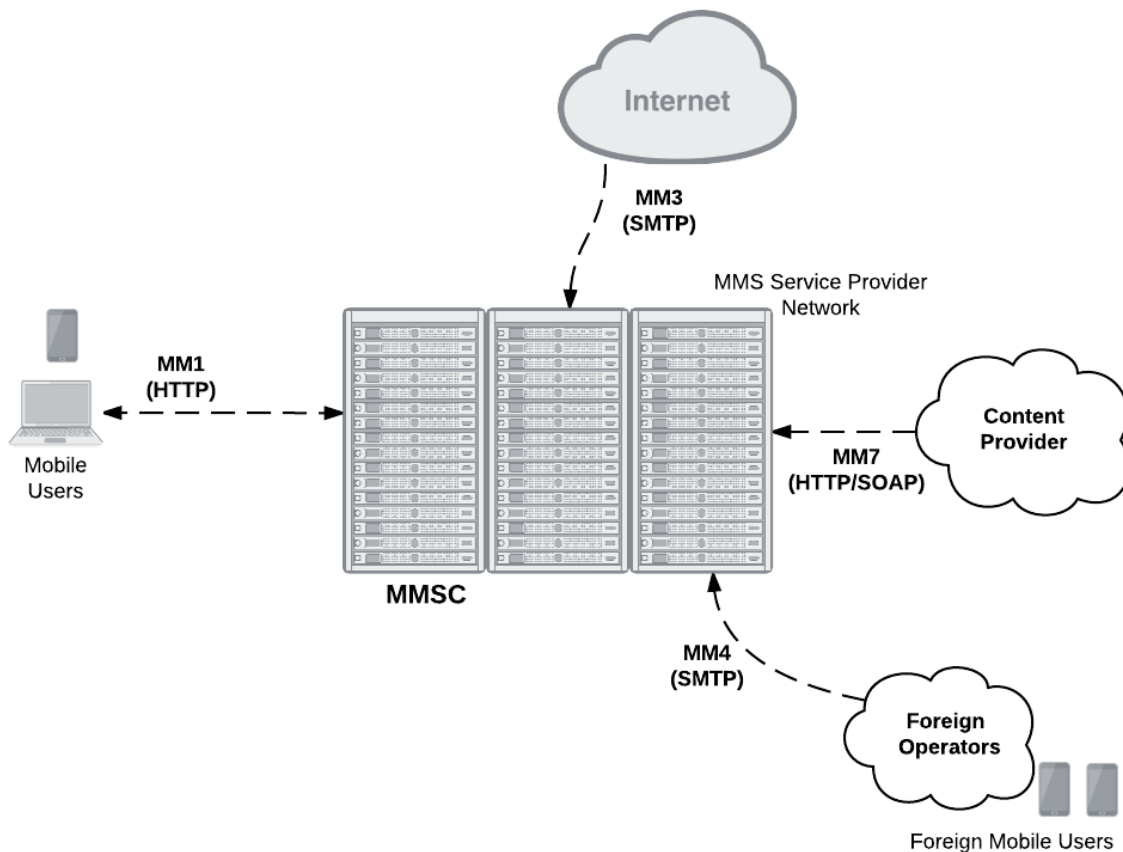 Internet
MM3
(SMTP)
MMS Service Provider
Network
MM1
(HTTP)
Mobile
Users
Content
Provider
MM7
(HTTP/SOAP)
MMSC
MM4
(SMTP)
Foreign
Operators
Foreign Mobile Users